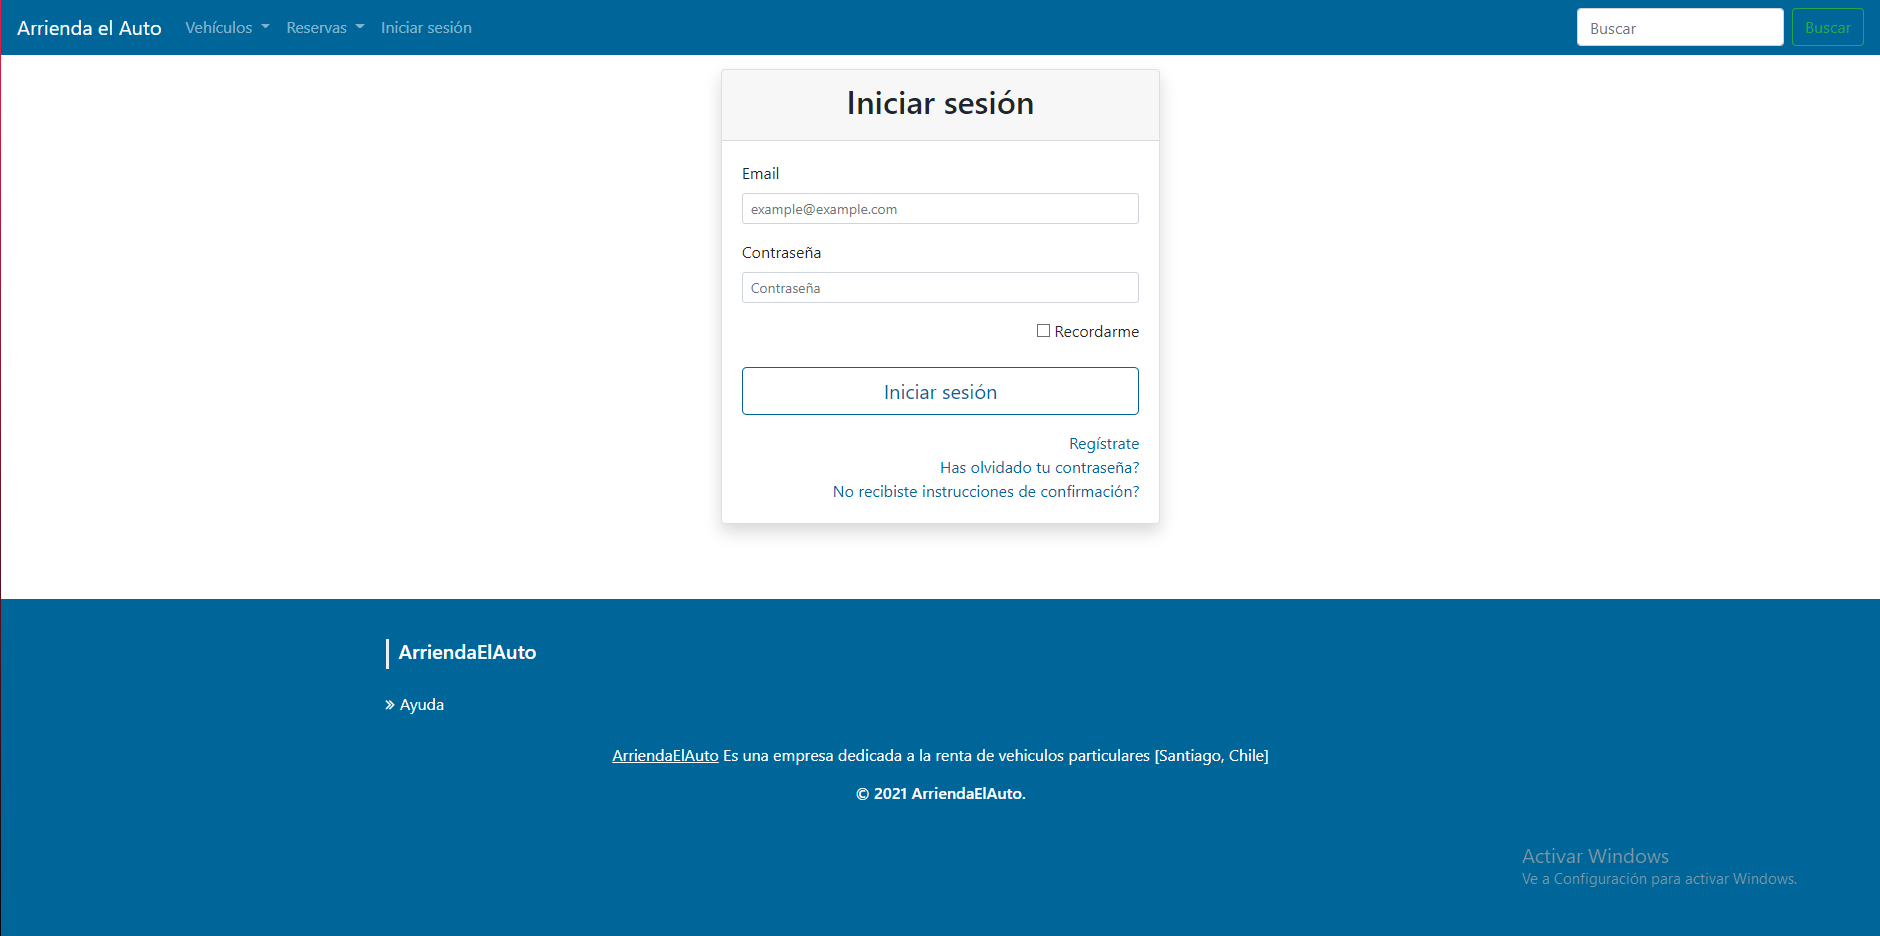 Arrienda el Auto Vehículos Reservas Iniciar sesión Buscar Buscar
Iniciar sesión
Email
example@example.com
Contraseña
Contraseña
Recordarme
Iniciar sesión
Regístrate
Has olvidado tu contraseña?
No recibiste instrucciones de confirmación?
ArriendaElAuto
» Ayuda
ArriendaElAuto Es una empresa dedicada a la renta de vehiculos particulares [Santiago, Chile]
© 2021 ArriendaElAuto.
Activar Windows
Ve a Configuración para activar Windows.